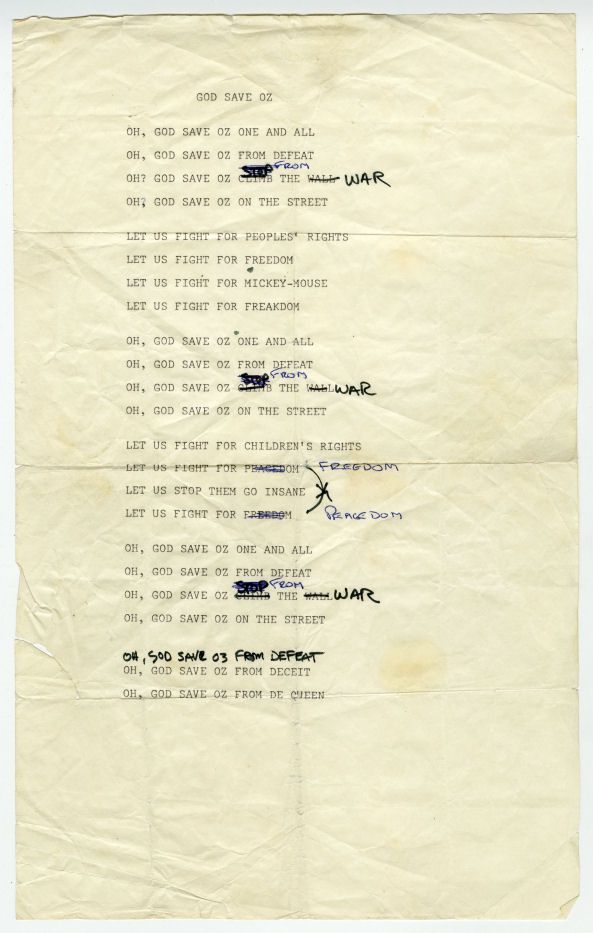 GOD SAVE OZ
OH, GOD SAVE OZ ONE AND ALL
OH, GOD SAVE OZ FROM DEFEAT
STOP FROM
OH? GOD SAVE OZ CLIMB THE WALL WAR
OH, GOD SAVE OZ ON THE STREET
LET US FIGHT FOR PEOPLES' RIGHTS
LET US FIGHT FOR FREEDOM
LET US FIGHT FOR MICKEY-MOUSE
LET US FIGHT FOR FREAKDOM
OH, GOD SAVE OZ ONE AND ALL
OH, GOD SAVE OZ FROM DEFEAT
STOP FROM
OH, GOD SAVE OZ CLIMB THE WALL WAR
OH, GOD SAVE OZ ON THE STREET
LET US FIGHT FOR CHILDREN'S RIGHTS
LET US FIGHT FOR PEACEDOM FREEDOM
LET US STOP THEM GO INSANE
LET US FIGHT FOR FREEDOM PEACEDOM
OH, GOD SAVE OZ ONE AND ALL
OH, GOD SAVE OZ FROM DEFEAT
STOP FROM
OH, GOD SAVE OZ CLIMB THE WALL WAR
OH, GOD SAVE OZ ON THE STREET
OH, GOD SAVE OZ FROM DEFEAT
OH, GOD SAVE OZ FROM DECEIT
OH, GOD SAVE OZ FROM DE QUEEN